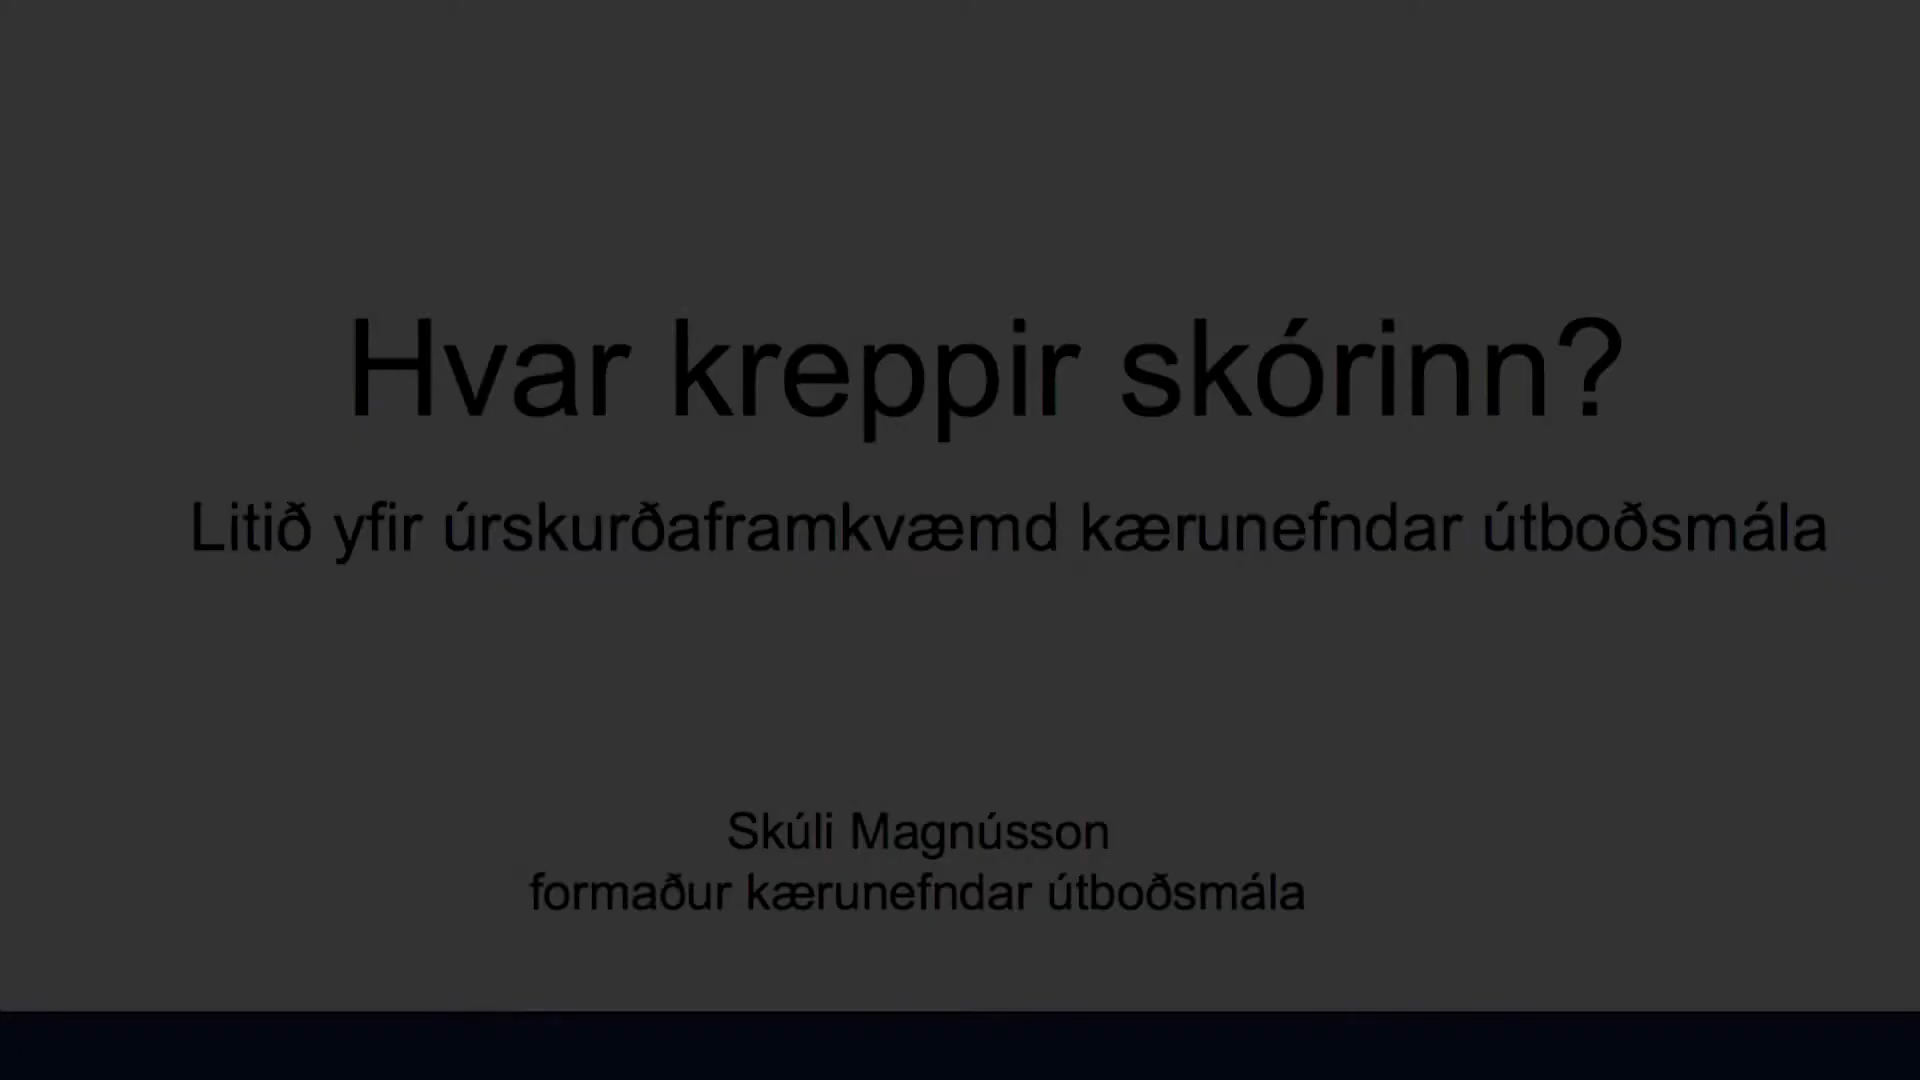 Hvar kreppir skórinn?
Litið yfir úrskurðaframkvæmd kærunefndar útboðsmála
Skúli Magnússon
formaður kærunefndar útboðsmála